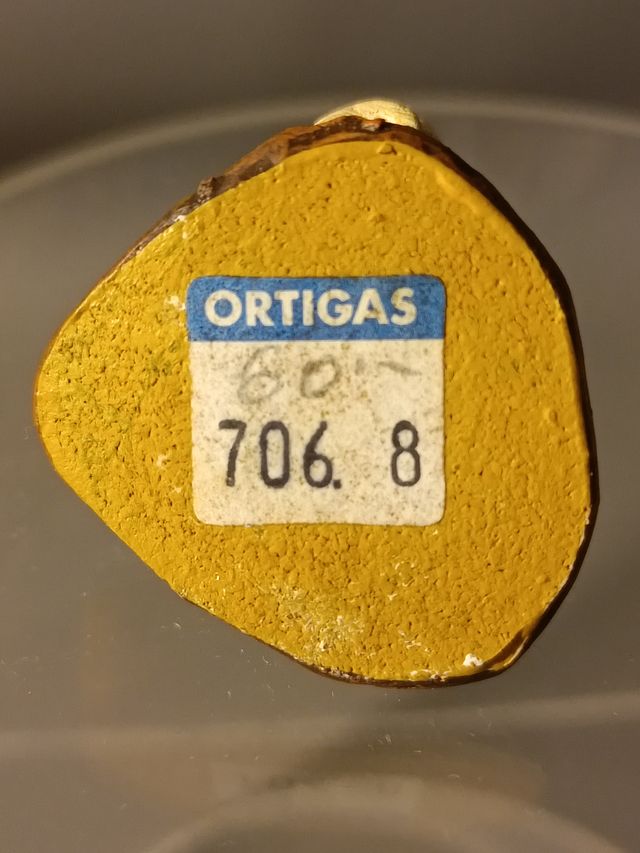 ORTIGAS
60.-
706. 8